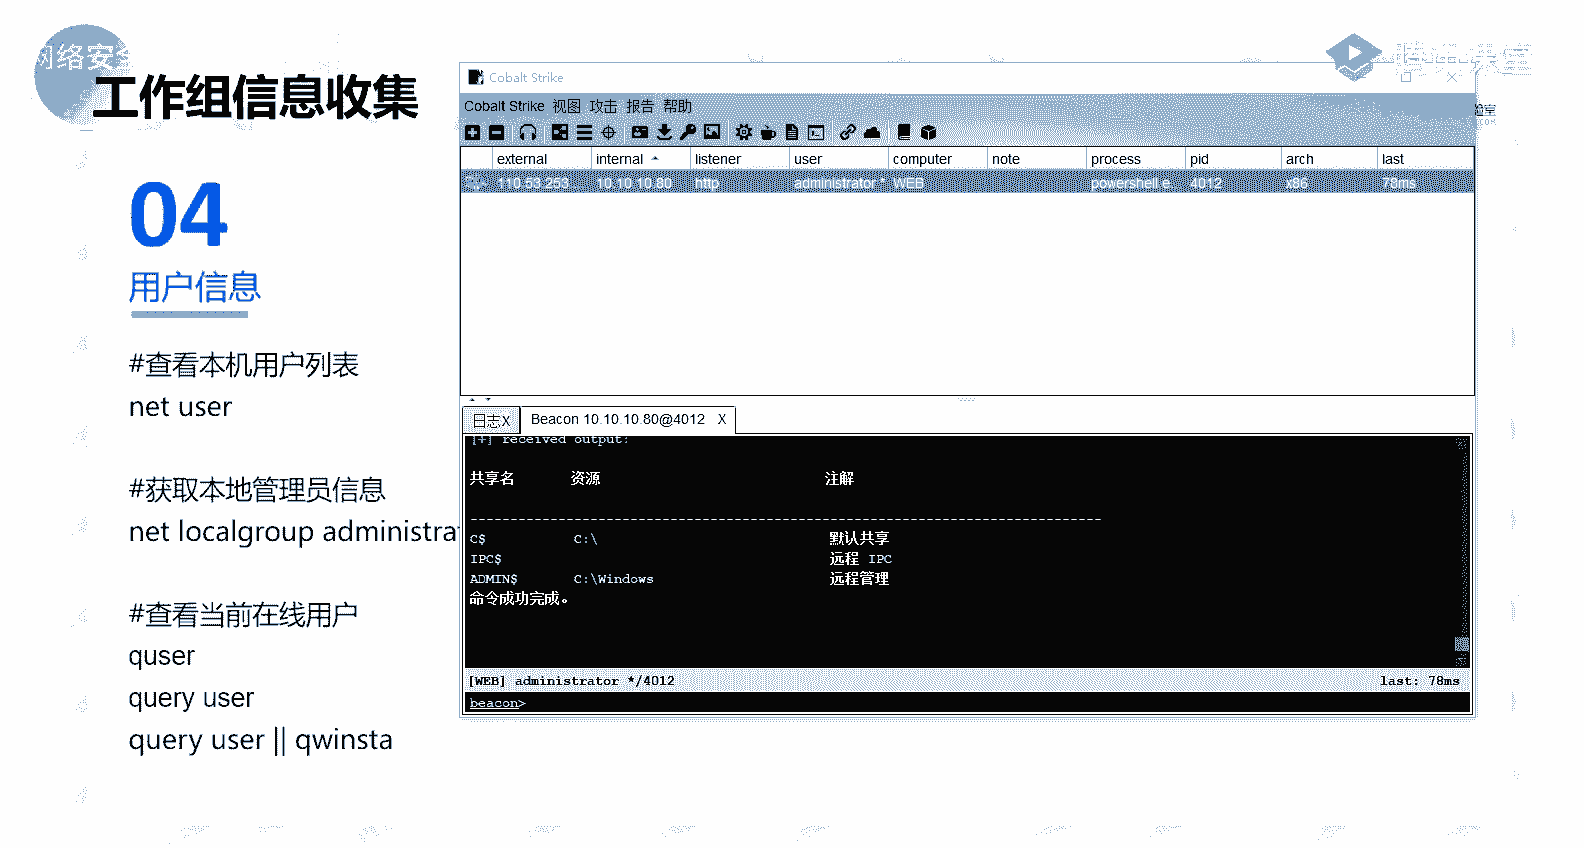 网络安全
工作组信息收集
腾讯课堂
04
用户信息
#查看本机用户列表
net user
#获取本地管理员信息
net localgroup administra
#查看当前在线用户
quser
query user
query user || qwinsta
Cobalt Strike
Cobalt Strike 视图 攻击 报告 帮助
external internal listener user computer note process pid arch last
110.53.253. 10.10.10.80 http administrator * WEB powershell.e 4012 x86 78ms
日志X Beacon 10.10.10.80@4012 X
[+] received output:
共享名 资源 注解
-------------------------------------------------------------------------------
C$ C:\ 默认共享
IPC$ 远程 IPC
ADMIN$ C:\Windows 远程管理
命令成功完成。
[WEB] administrator */4012 last: 78ms
beacon>